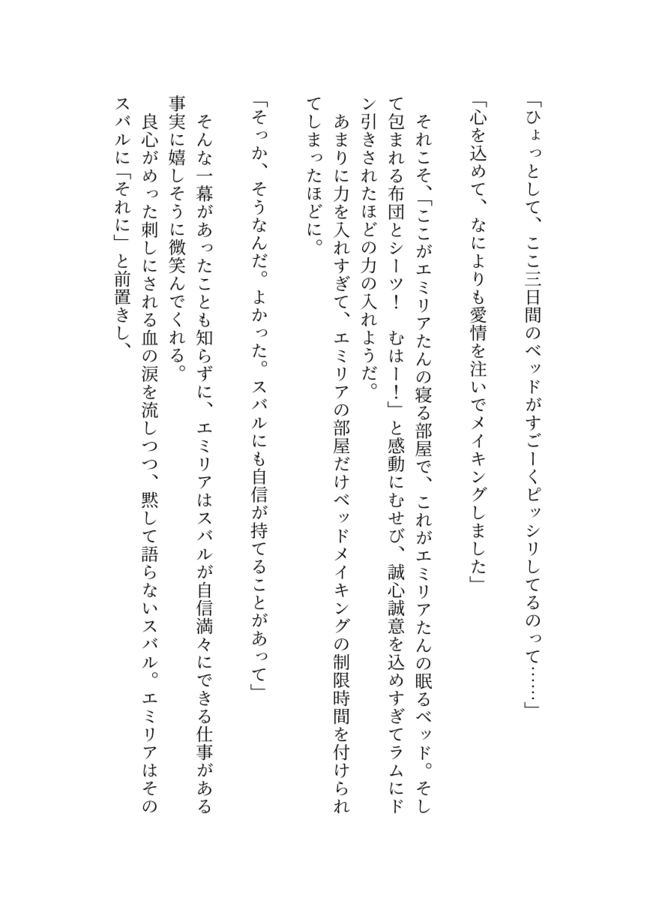 「ひょっとして、ここ三日間のベッドがすごーくピッシリしてるのって……」
「心を込めて、なによりも愛情を注いでメイキングしました」
　それこそ、「ここがエミリアたんの寝る部屋で、これがエミリアたんの眠るベッド。そし
て包まれる布団とシーツ！　むはー！」と感動にむせび、誠心誠意を込めすぎてラムにド
ン引きされたほどの力の入れようだ。
　あまりに力を入れすぎて、エミリアの部屋だけベッドメイキングの制限時間を付けられ
てしまったほどに。
「そっか、そうなんだ。よかった。スバルにも自信が持てることがあって」
　そんな一幕があったことも知らずに、エミリアはスバルが自信満々にできる仕事がある
事実に嬉しそうに微笑んでくれる。
　良心がめった刺しにされる血の涙を流しつつ、黙して語らないスバル。エミリアはその
スバルに「それに」と前置きし、